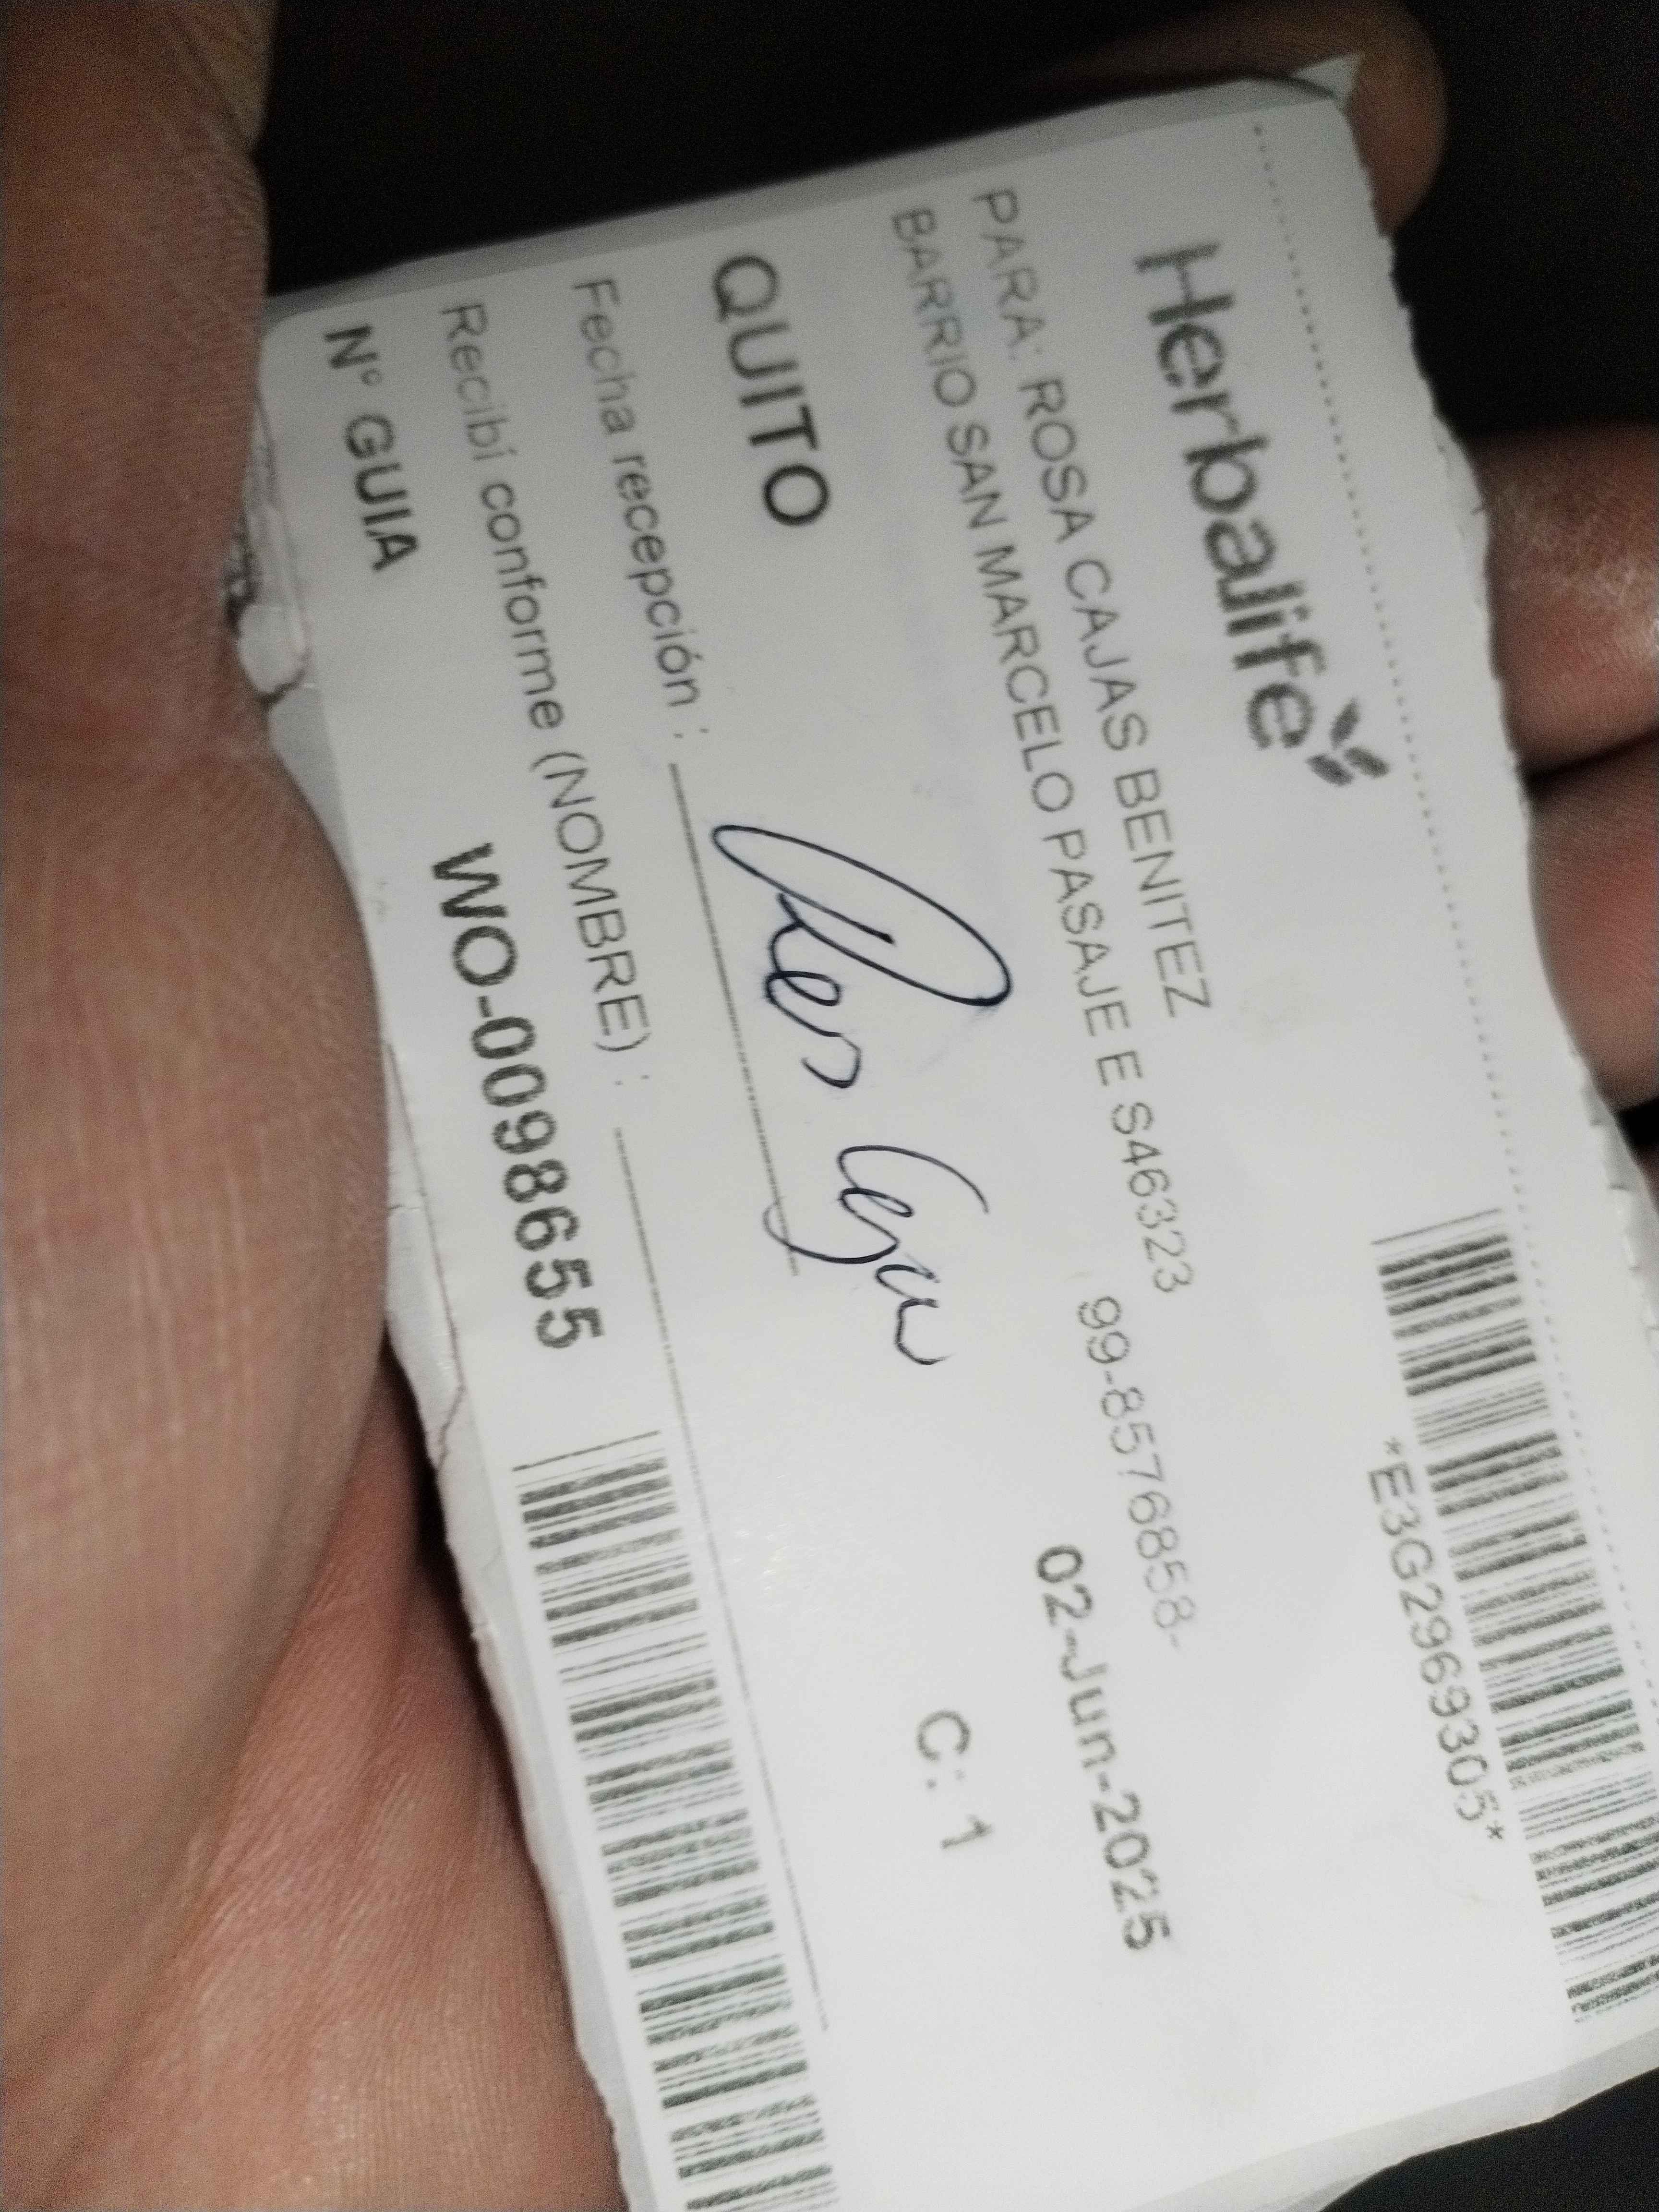 Herbalife
*E3G2969305*
PARA: ROSA CAJAS BENITEZ
BARRIO SAN MARCELO PASAJE E S46323 99-8576858-
02-Jun-2025
QUITO
C: 1
Fecha recepción :
Recibí conforme (NOMBRE) :
N° GUIA WO-0098655